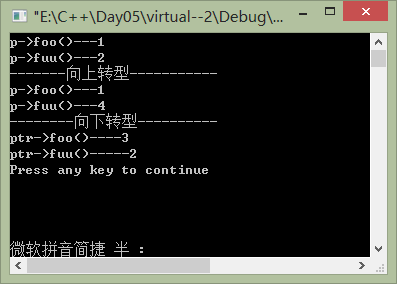 "E:\C++\Day05\virtual--2\Debug\...
p->foo()---1
p->fuu()---2
--------向上转型-----------
p->foo()---1
p->fuu()---4
--------向下转型----------
ptr->foo()----3
ptr->fuu()-----2
Press any key to continue
微软拼音简捷 半 :